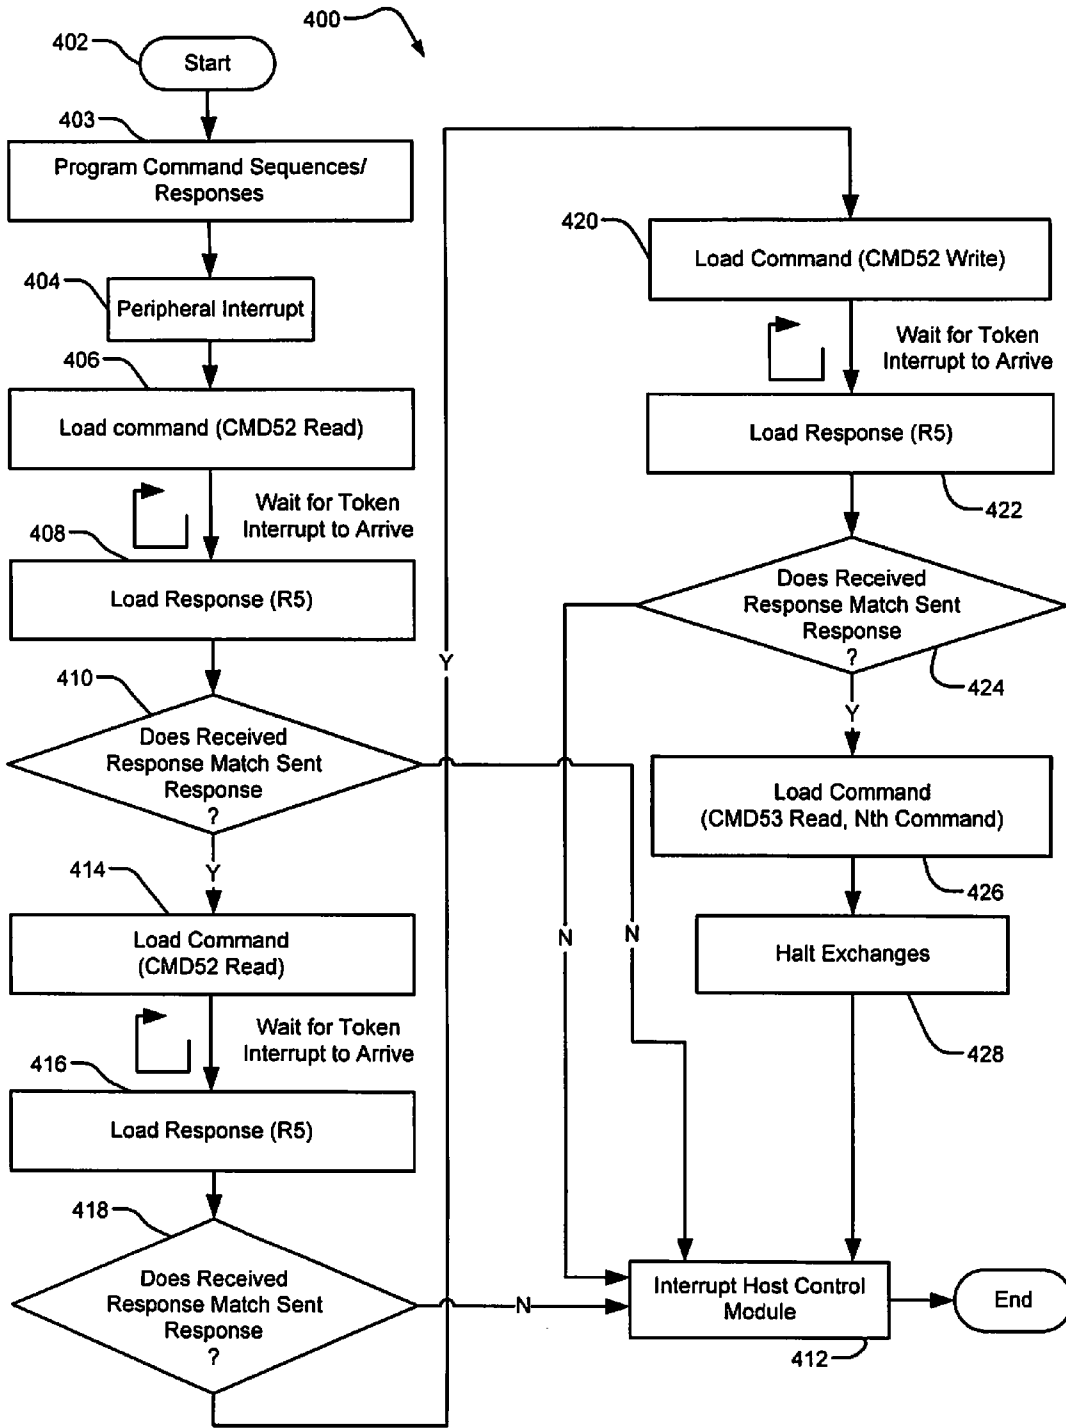 400
402
Start
403
Program Command Sequences/
Responses
404
Peripheral Interrupt
406
Load command (CMD52 Read)
Wait for Token
Interrupt to Arrive
408
Load Response (R5)
410
Does Received
Response Match Sent
Response
?
Y
414
Load Command
(CMD52 Read)
Wait for Token
Interrupt to Arrive
416
Load Response (R5)
418
Does Received
Response Match Sent
Response
?
N
Y
420
Load Command (CMD52 Write)
Wait for Token
Interrupt to Arrive
Load Response (R5)
422
Does Received
Response Match Sent
Response
?
424
Y
Load Command
(CMD53 Read, Nth Command)
426
Halt Exchanges
428
N
N
Interrupt Host Control
Module
412
End